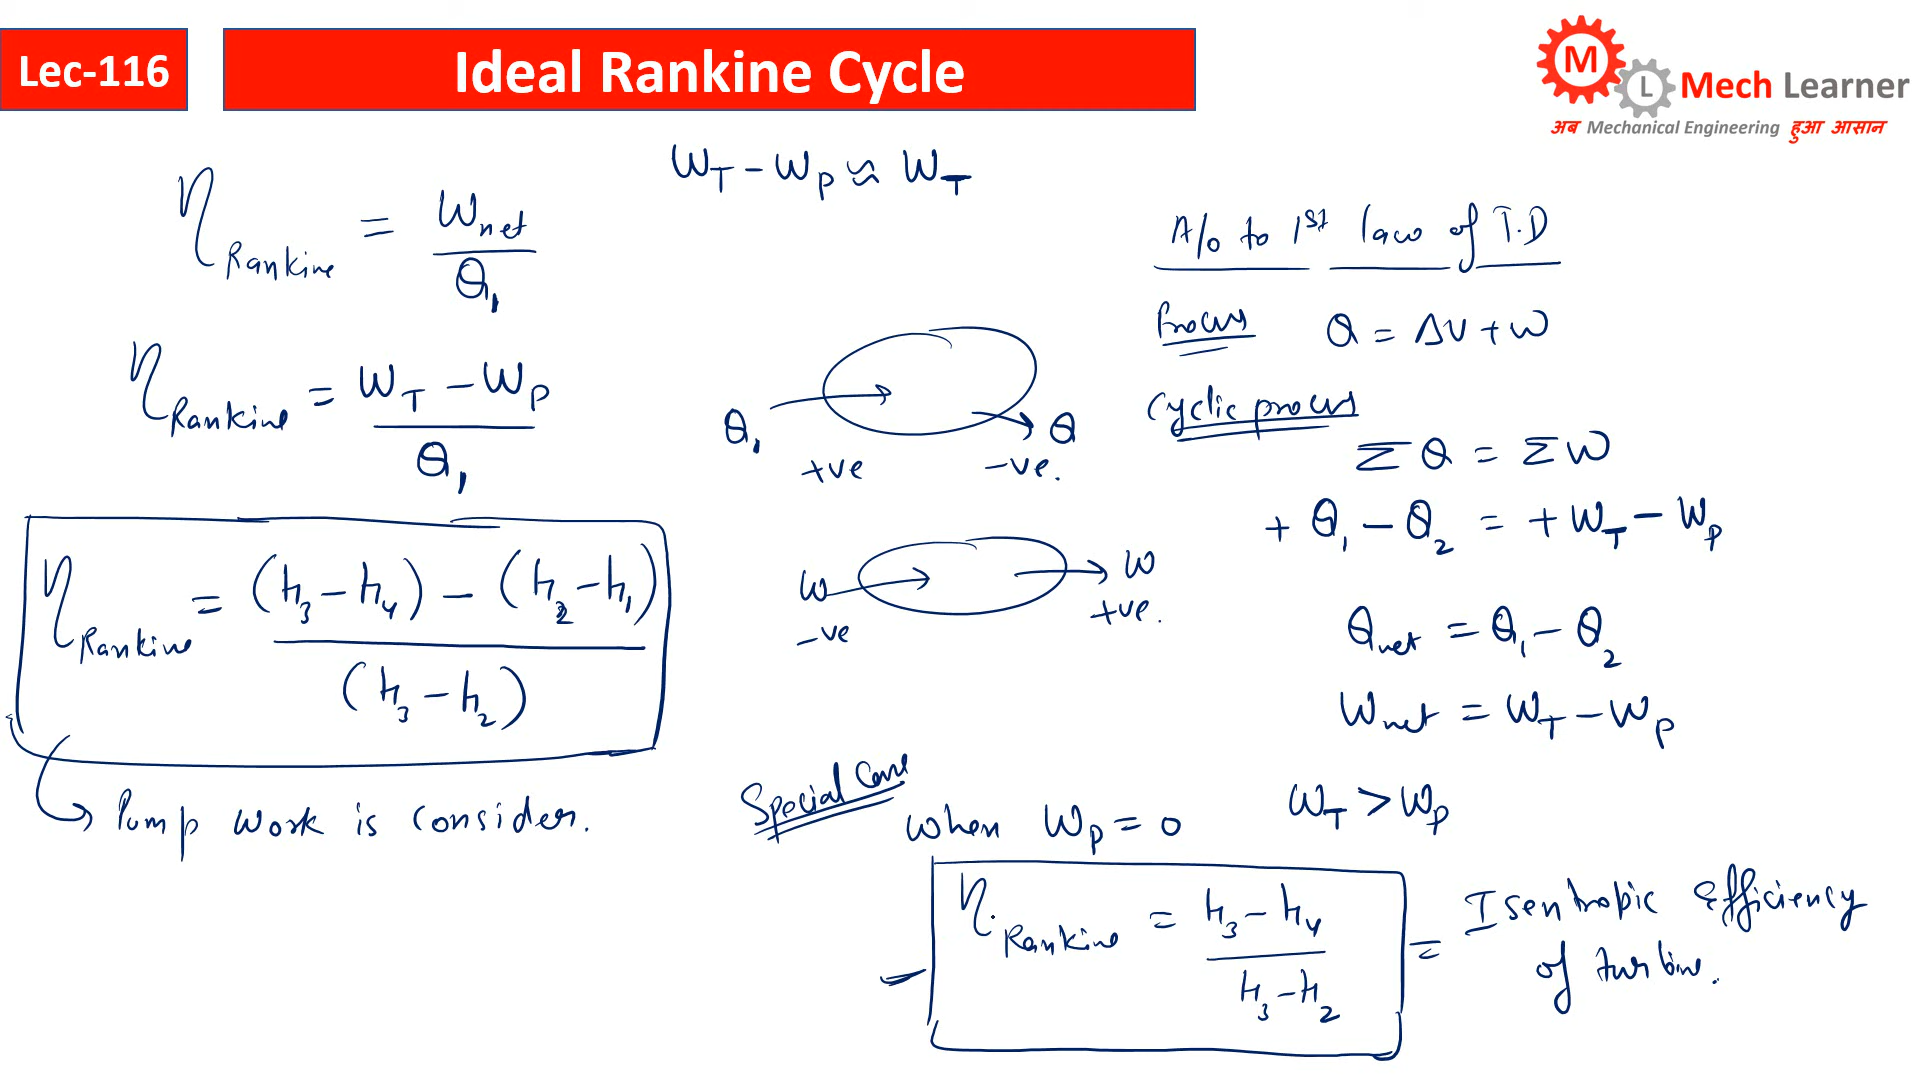 Lec-116
Ideal Rankine Cycle
M
L
Mech Learner
अब Mechanical Engineering हुआ आसान
W_T - W_P ≈ W_T
η_Rankine = W_net / Q_1
η_Rankine = (W_T - W_P) / Q_1
η_Rankine = ((h_3 - h_4) - (h_2 - h_1)) / (h_3 - h_2)
Pump work is consider.
Q_1
+ve
Q
-ve.
W
-ve
W
+ve.
A/o to 1st law of T.D
Process Q = ΔU + W
Cyclic process
ΣQ = ΣW
+ Q_1 - Q_2 = + W_T - W_P
Q_net = Q_1 - Q_2
W_net = W_T - W_P
W_T > W_P
Special Case
when W_P = 0
η_Rankine = (h_3 - h_4) / (h_3 - h_2) = Isentropic efficiency
of turbine.